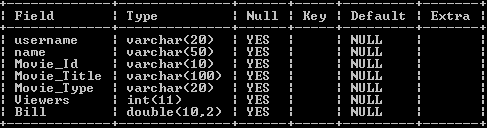 Field | Type | Null | Key | Default | Extra
username | varchar(20) | YES | | NULL |
name | varchar(50) | YES | | NULL |
Movie_Id | varchar(10) | YES | | NULL |
Movie_Title | varchar(100) | YES | | NULL |
Movie_Type | varchar(20) | YES | | NULL |
Viewers | int(11) | YES | | NULL |
Bill | double(10,2) | YES | | NULL |